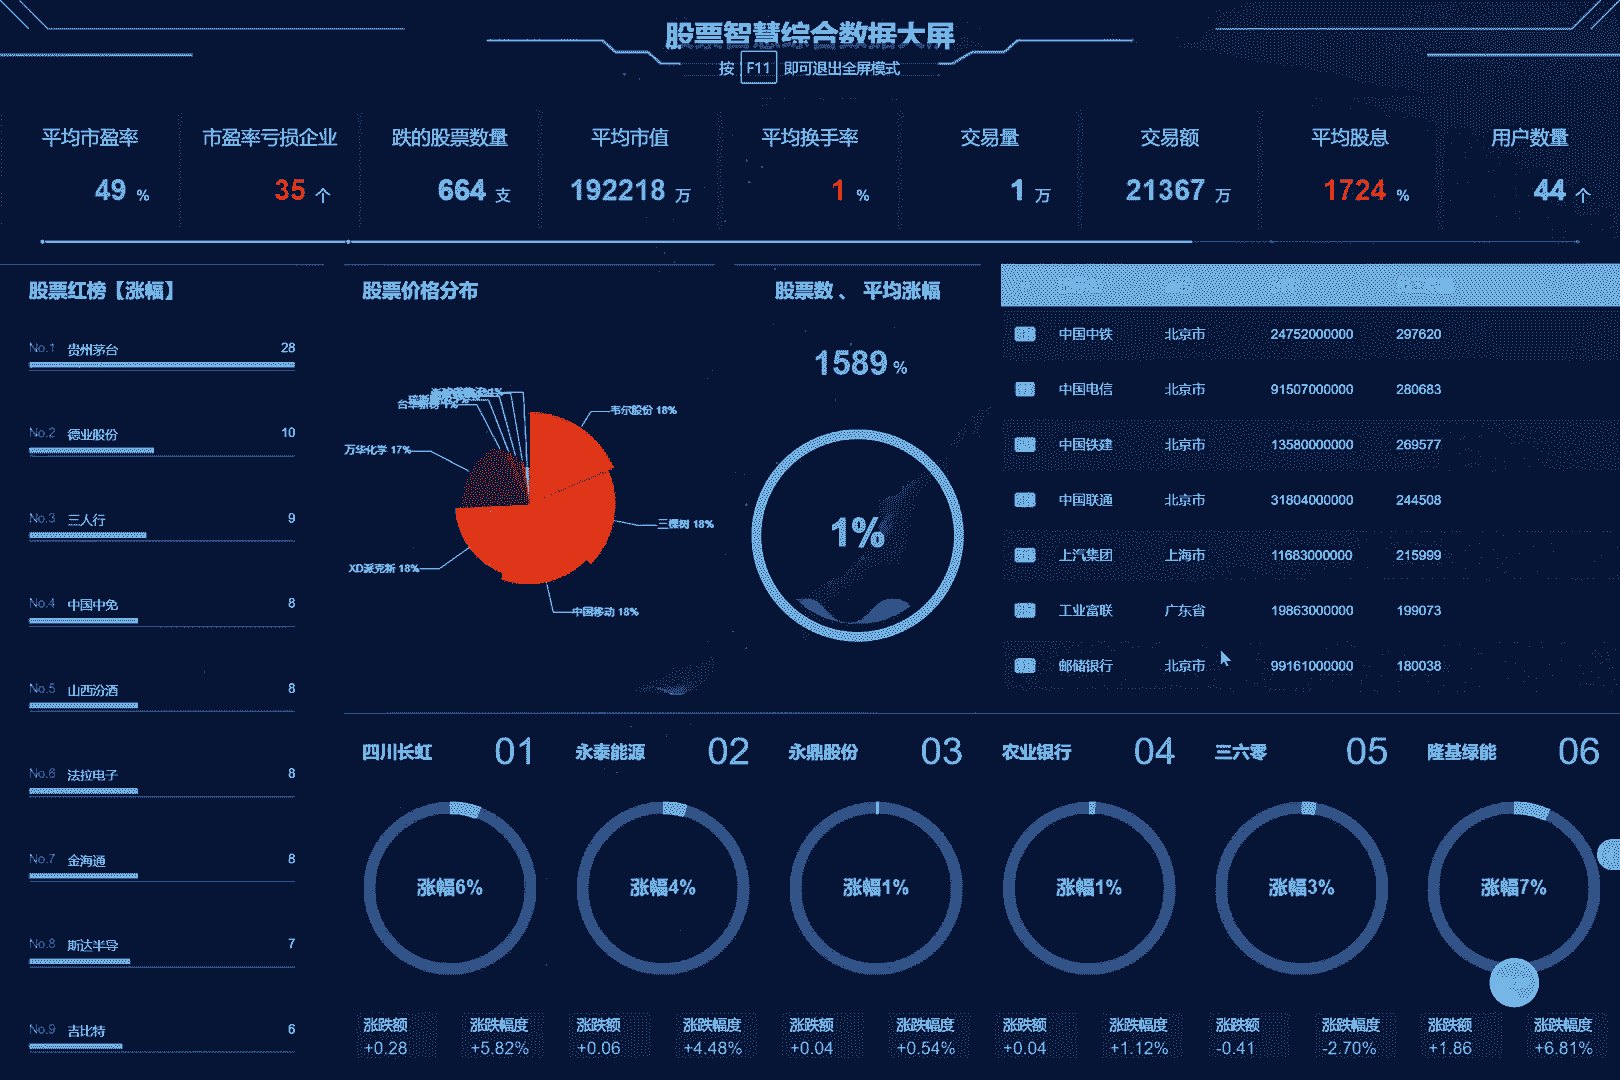 股票智慧综合数据大屏
按 F11 即可退出全屏模式
平均市盈率
49 %
市盈率亏损企业
35 个
跌的股票数量
664 支
平均市值
192218 万
平均换手率
1 %
交易量
1 万
交易额
21367 万
平均股息
1724 %
用户数量
44 个
股票红榜【涨幅】
No.1 贵州茅台 28
No.2 德业股份 10
No.3 三人行 9
No.4 中国中免 8
No.5 山西汾酒 8
No.6 法拉电子 8
No.7 金海通 8
No.8 斯达半导 7
No.9 吉比特 6
股票价格分布
韦尔股份 18%
三棵树 18%
中国移动 18%
XD派克新 18%
万华化学 17%
股票数 、 平均涨幅
1589 %
1%
中国中铁 北京市 24752000000 297620
中国电信 北京市 91507000000 280683
中国铁建 北京市 13580000000 269577
中国联通 北京市 31804000000 244508
上汽集团 上海市 11683000000 215999
工业富联 广东省 19863000000 199073
邮储银行 北京市 99161000000 180038
四川长虹 01
涨幅6%
涨跌额 涨跌幅度
+0.28 +5.82%
永泰能源 02
涨幅4%
涨跌额 涨跌幅度
+0.06 +4.48%
永鼎股份 03
涨幅1%
涨跌额 涨跌幅度
+0.04 +0.54%
农业银行 04
涨幅1%
涨跌额 涨跌幅度
+0.04 +1.12%
三六零 05
涨幅3%
涨跌额 涨跌幅度
-0.41 -2.70%
隆基绿能 06
涨幅7%
涨跌额 涨跌幅度
+1.86 +6.81%